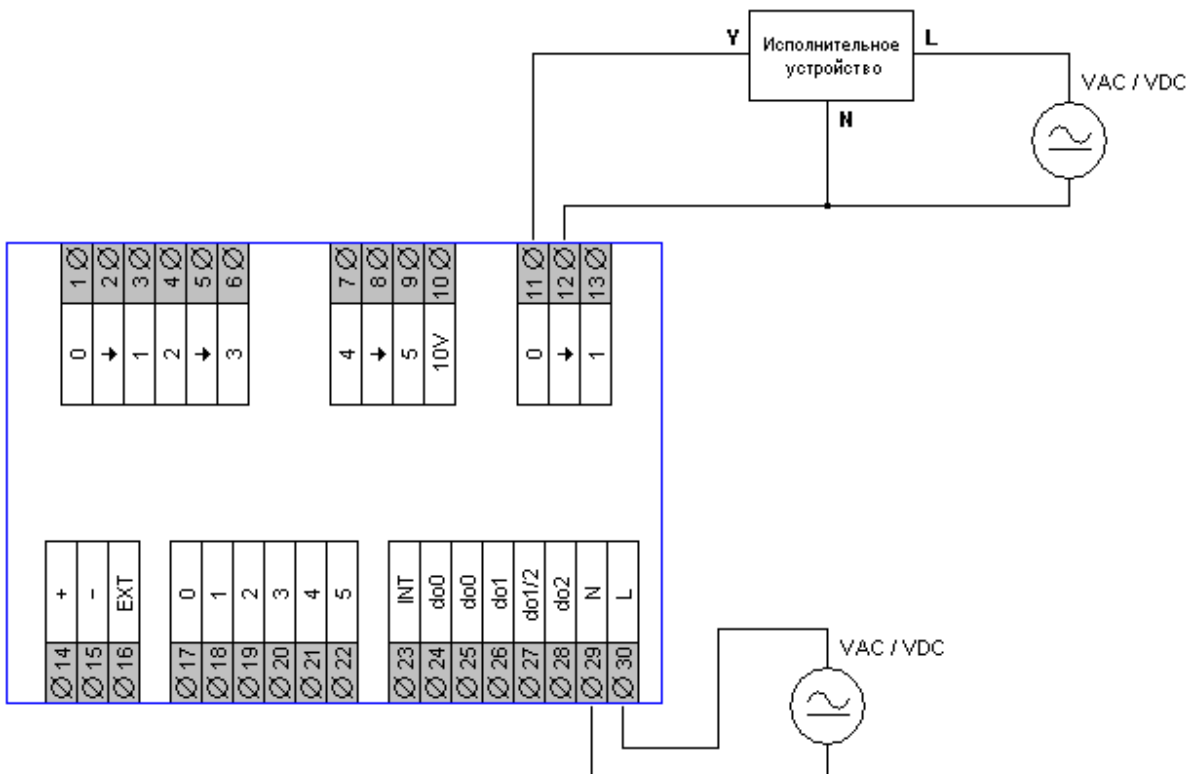 Y
Исполнительное
устройство
L
VAC / VDC
N
1 2 3 4 5 6
7 8 9 10
11 12 13
0 1 2 3
4 5 10V
0 1
+ - EXT
0 1 2 3 4 5
INT do0 do0 do1 do1/2 do2 N L
14 15 16
17 18 19 20 21 22
23 24 25 26 27 28 29 30
VAC / VDC